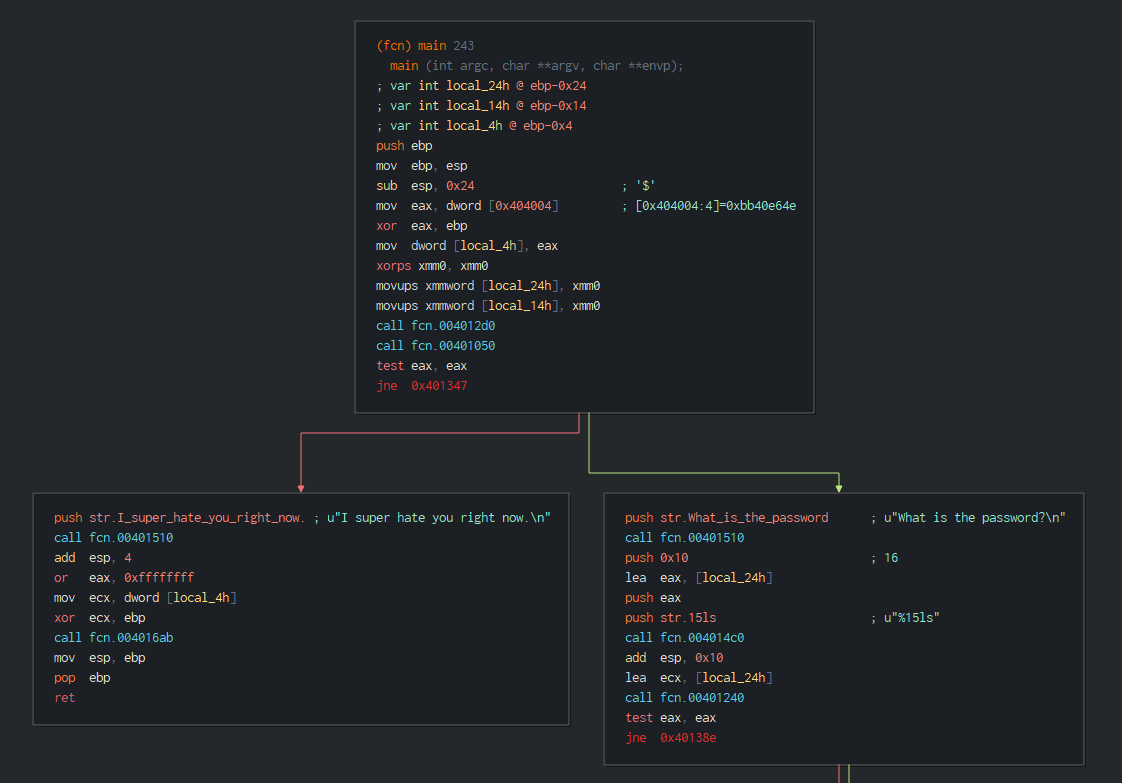 (fcn) main 243
main (int argc, char **argv, char **envp);
; var int local_24h @ ebp-0x24
; var int local_14h @ ebp-0x14
; var int local_4h @ ebp-0x4
push ebp
mov ebp, esp
sub esp, 0x24 ; '$'
mov eax, dword [0x404004] ; [0x404004:4]=0xbb40e64e
xor eax, ebp
mov dword [local_4h], eax
xorps xmm0, xmm0
movups xmmword [local_24h], xmm0
movups xmmword [local_14h], xmm0
call fcn.004012d0
call fcn.00401050
test eax, eax
jne 0x401347
push str.I_super_hate_you_right_now. ; u"I super hate you right now.\n"
call fcn.00401510
add esp, 4
or eax, 0xffffffff
mov ecx, dword [local_4h]
xor ecx, ebp
call fcn.004016ab
mov esp, ebp
pop ebp
ret
push str.What_is_the_password ; u"What is the password?\n"
call fcn.00401510
push 0x10 ; 16
lea eax, [local_24h]
push eax
push str.15ls ; u"%15ls"
call fcn.004014c0
add esp, 0x10
lea ecx, [local_24h]
call fcn.00401240
test eax, eax
jne 0x40138e